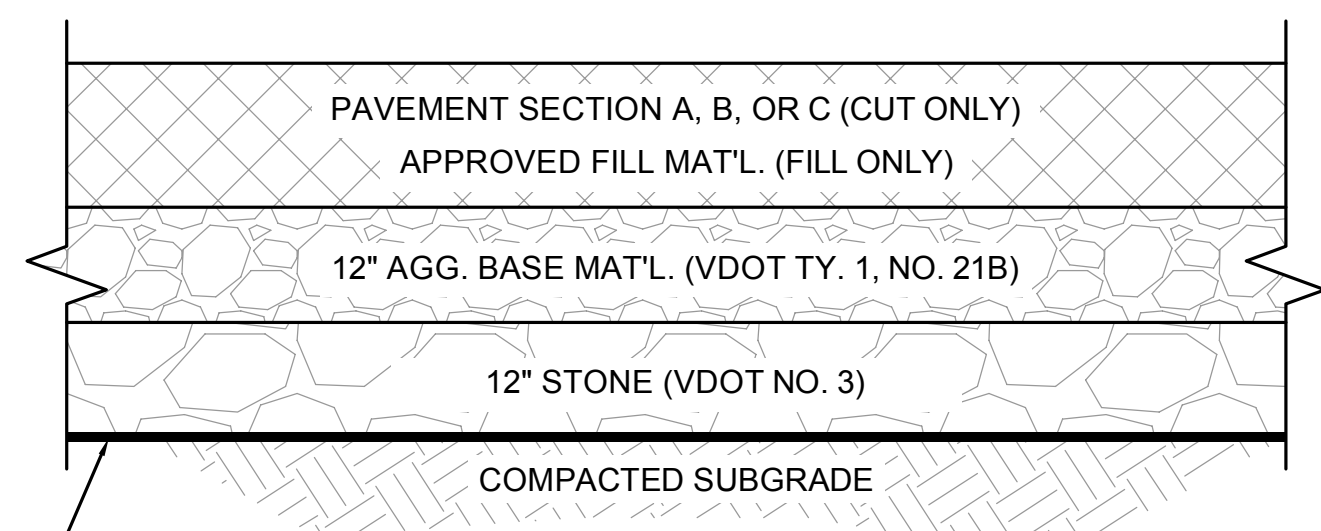 PAVEMENT SECTION A, B, OR C (CUT ONLY)
APPROVED FILL MAT'L. (FILL ONLY)
12" AGG. BASE MAT'L. (VDOT TY. 1, NO. 21B)
12" STONE (VDOT NO. 3)
COMPACTED SUBGRADE